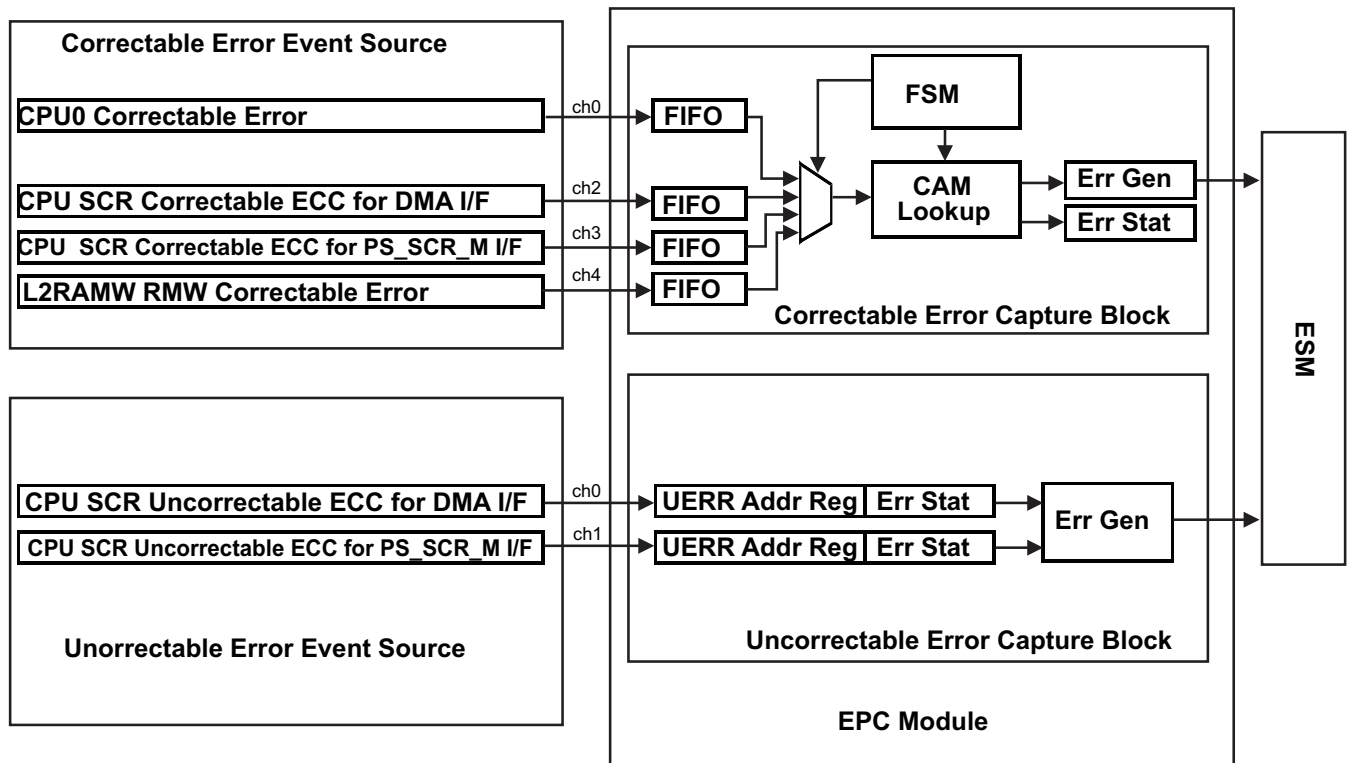 Correctable Error Event Source
CPU0 Correctable Error
CPU SCR Correctable ECC for DMA I/F
CPU SCR Correctable ECC for PS_SCR_M I/F
L2RAMW RMW Correctable Error
ch0
ch2
ch3
ch4
FIFO
FIFO
FIFO
FIFO
FSM
CAM
Lookup
Err Gen
Err Stat
Correctable Error Capture Block
ESM
CPU SCR Uncorrectable ECC for DMA I/F
CPU SCR Uncorrectable ECC for PS_SCR_M I/F
Unorrectable Error Event Source
ch0
ch1
UERR Addr Reg Err Stat
UERR Addr Reg Err Stat
Err Gen
Uncorrectable Error Capture Block
EPC Module